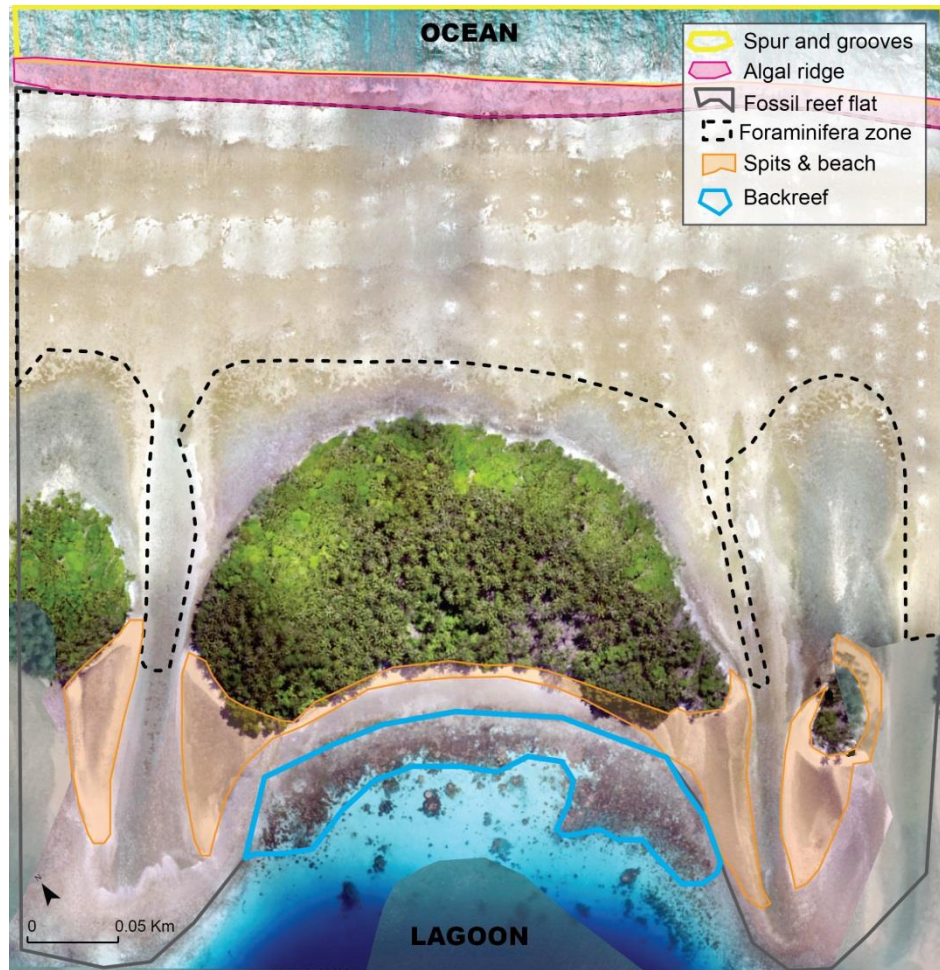 OCEAN
Spur and grooves
Algal ridge
Fossil reef flat
Foraminifera zone
Spits & beach
Backreef
N
0 0.05 Km
LAGOON